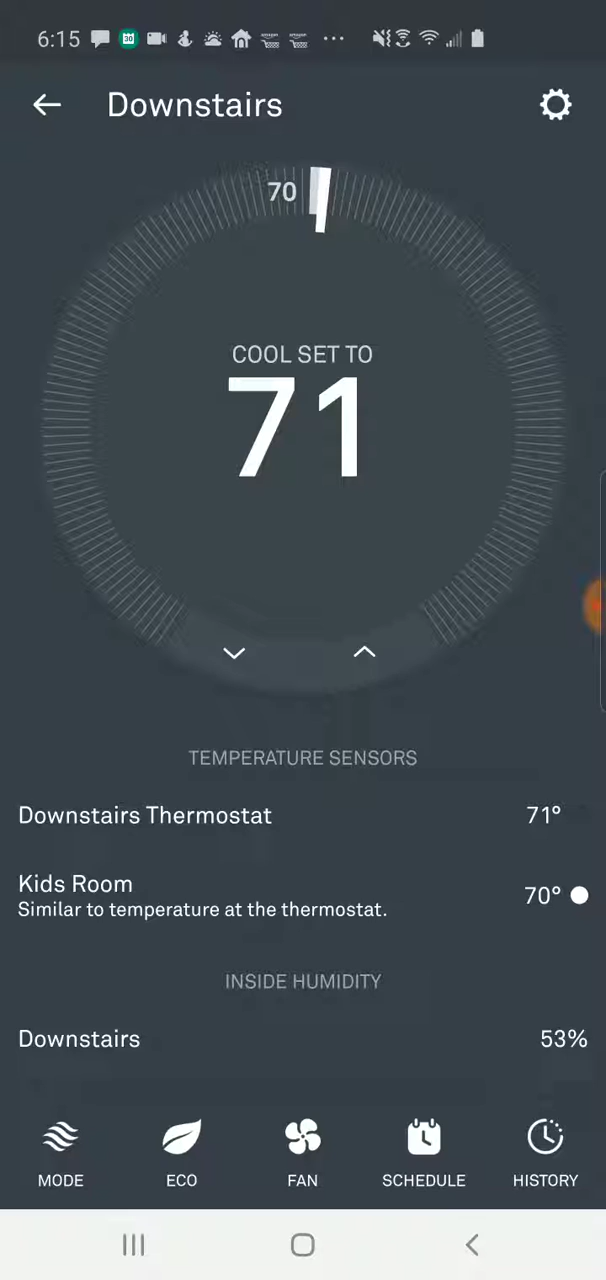 6:15
30
Downstairs
70
COOL SET TO
71
TEMPERATURE SENSORS
Downstairs Thermostat 71°
Kids Room 70°
Similar to temperature at the thermostat.
INSIDE HUMIDITY
Downstairs 53%
MODE ECO FAN SCHEDULE HISTORY